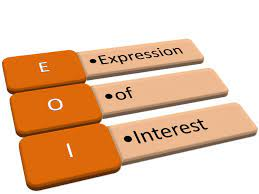 E •Expression
O •of
I •Interest